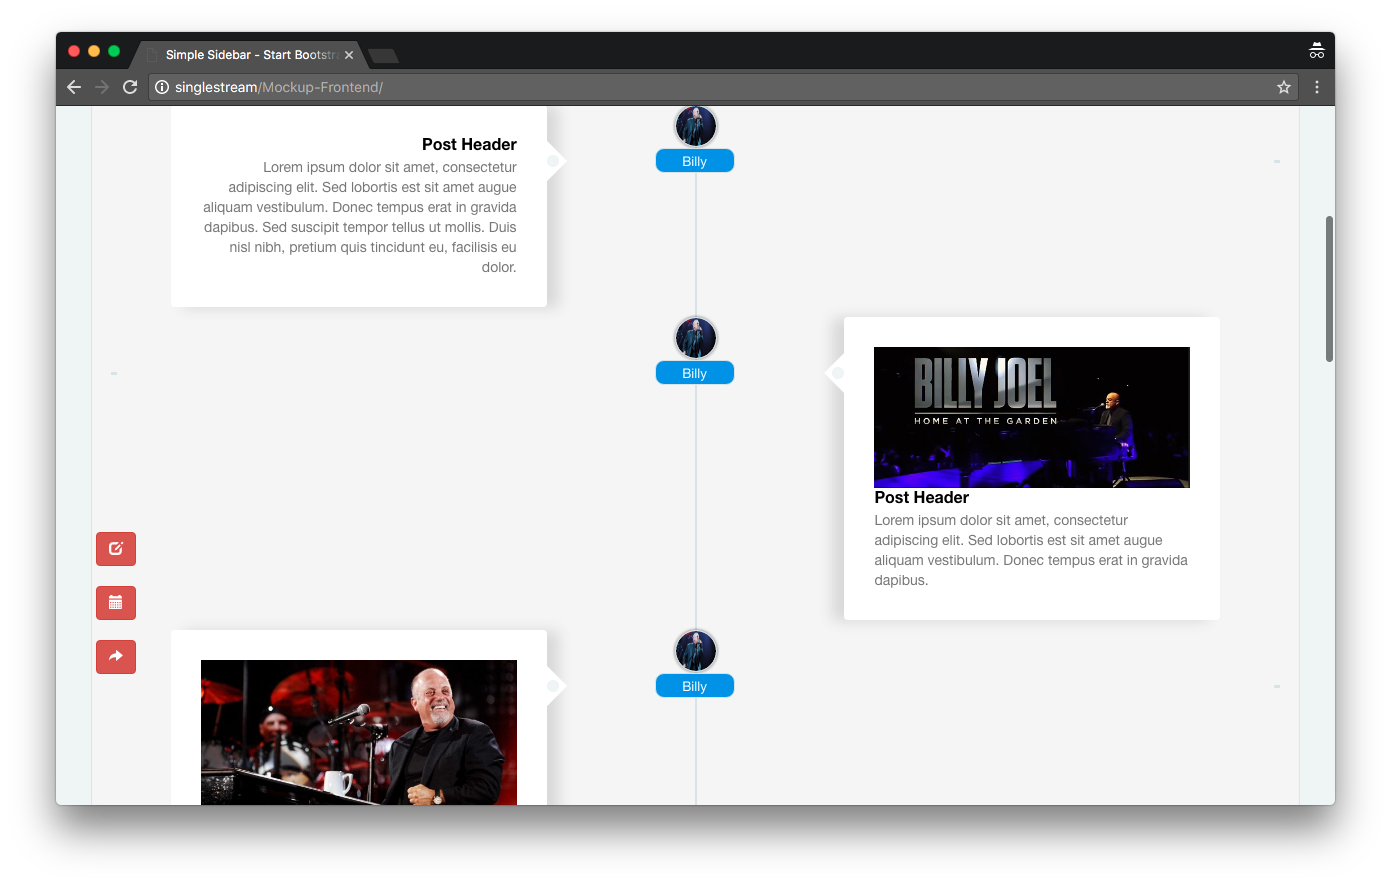 Simple Sidebar - Start Bootstr
singlestream/Mockup-Frontend/
Post Header
Lorem ipsum dolor sit amet, consectetur
adipiscing elit. Sed lobortis est sit amet augue
aliquam vestibulum. Donec tempus erat in gravida
dapibus. Sed suscipit tempor tellus ut mollis. Duis
nisl nibh, pretium quis tincidunt eu, facilisis eu
dolor.
Billy
Billy
BILLY JOEL
HOME AT THE GARDEN
Post Header
Lorem ipsum dolor sit amet, consectetur
adipiscing elit. Sed lobortis est sit amet augue
aliquam vestibulum. Donec tempus erat in gravida
dapibus.
Billy